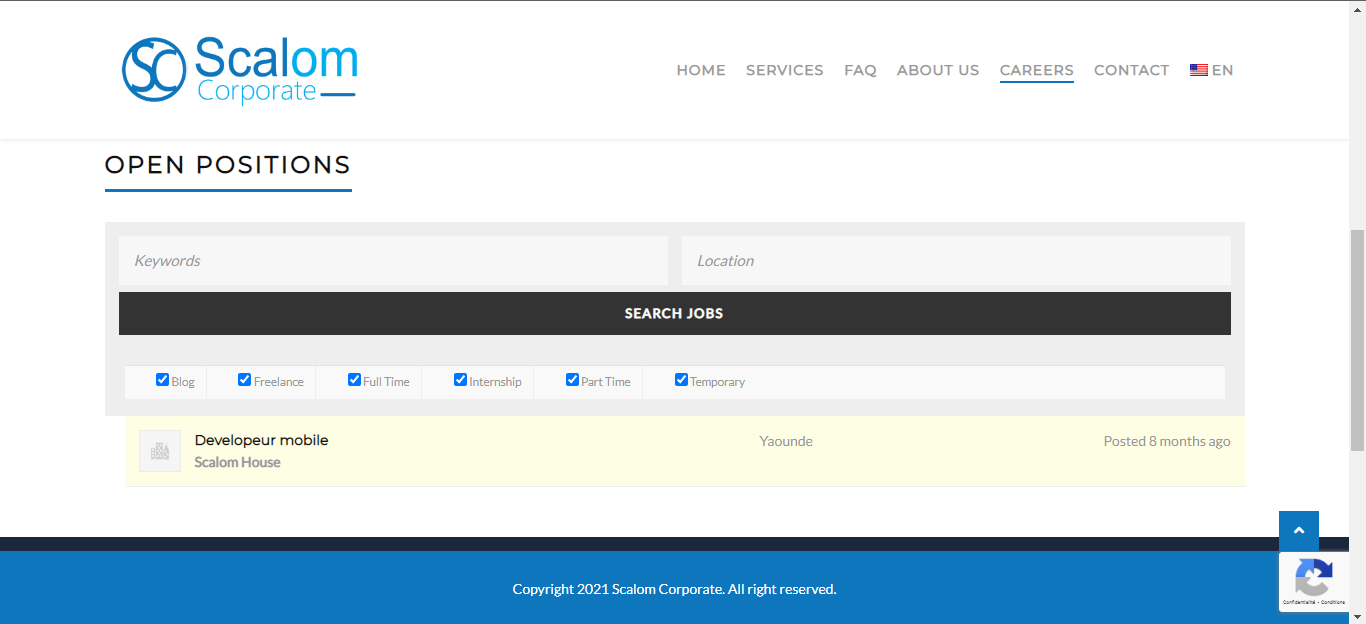 SC Scalom
Corporate
HOME SERVICES FAQ ABOUT US CAREERS CONTACT EN
OPEN POSITIONS
Keywords Location
SEARCH JOBS
Blog Freelance Full Time Internship Part Time Temporary
Developeur mobile Yaounde Posted 8 months ago
Scalom House
Copyright 2021 Scalom Corporate. All right reserved.
Confidentialité - Conditions